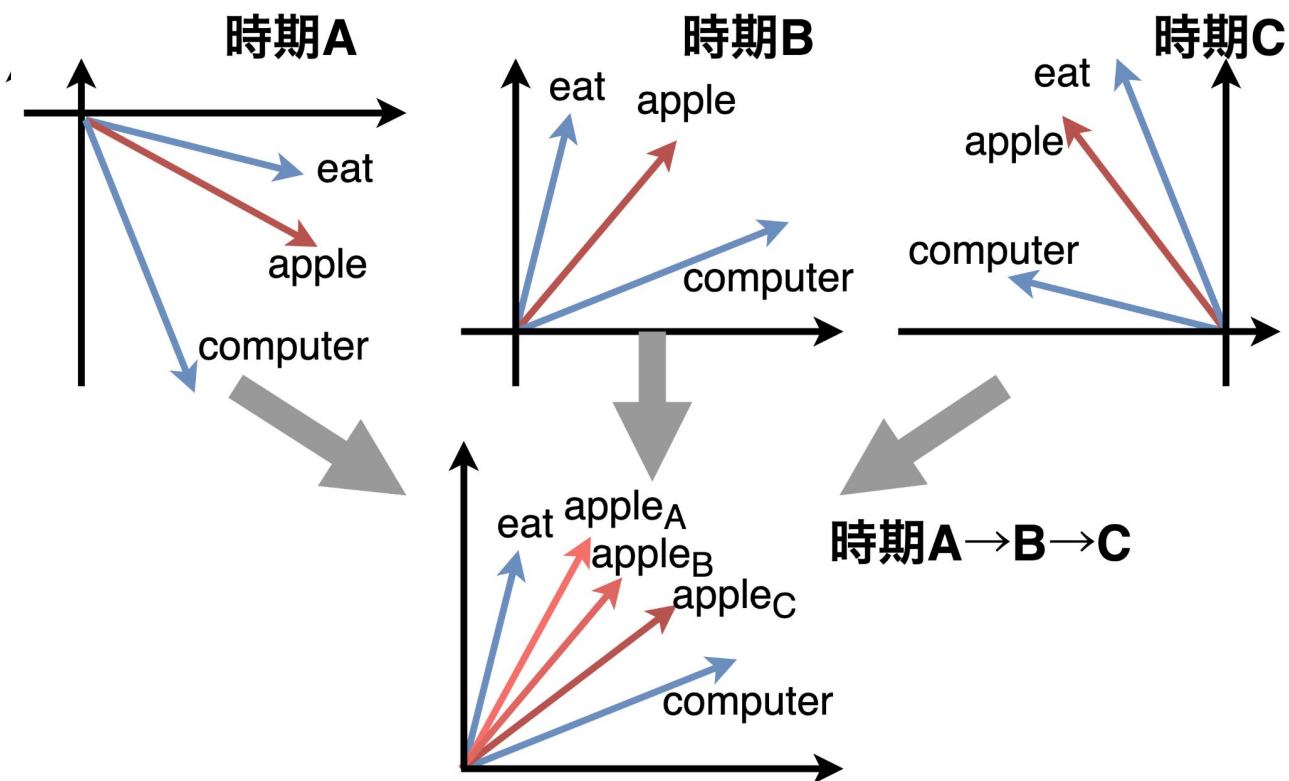 時期A
eat
apple
computer
時期B
eat
apple
computer
時期C
eat
apple
computer
eat
appleA
appleB
appleC
computer
時期A→B→C